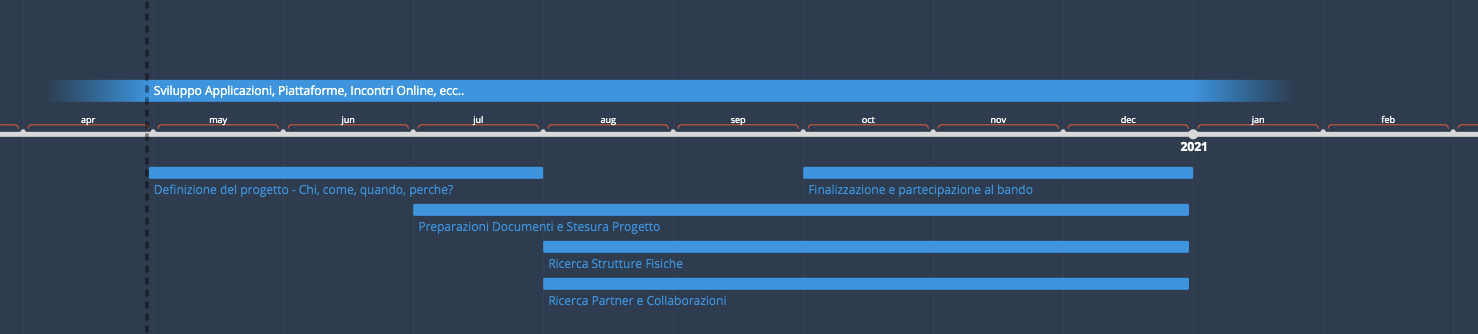 Sviluppo Applicazioni, Piattaforme, Incontri Online, ecc..
apr may jun jul aug sep oct nov dec jan feb
2021
Definizione del progetto - Chi, come, quando, perche?
Finalizzazione e partecipazione al bando
Preparazioni Documenti e Stesura Progetto
Ricerca Strutture Fisiche
Ricerca Partner e Collaborazioni